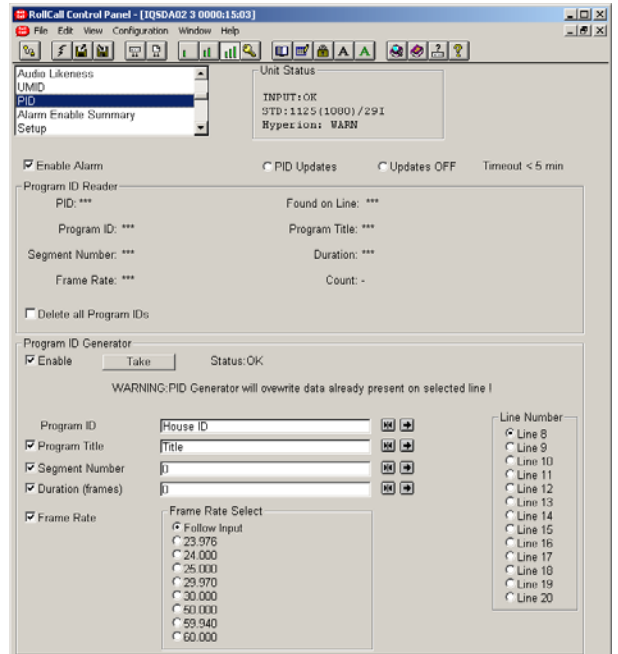 RollCall Control Panel - [IQSDA02 3 0000:15:03]
File Edit View Configuration Window Help
Audio Likeness
UMID
PID
Alarm Enable Summary
Setup
Unit Status
INPUT:OK
STD:1125(1080)/29I
Hyperion: WARN
Enable Alarm
PID Updates
Updates OFF
Timeout < 5 min
Program ID Reader
PID: ***
Found on Line: ***
Program ID: ***
Program Title: ***
Segment Number: ***
Duration: ***
Frame Rate: ***
Count: -
Delete all Program IDs
Program ID Generator
Enable
Take
Status:OK
WARNING:PID Generator will ovewrite data already present on selected line !
Program ID
House ID
Program Title
Title
Segment Number
0
Duration (frames)
0
Frame Rate
Frame Rate Select
Follow Input
23.976
24.000
25.000
29.970
30.000
50.000
59.940
60.000
Line Number
Line 8
Line 9
Line 10
Line 11
Line 12
Line 13
Line 14
Line 15
Line 16
Line 17
Line 18
Line 19
Line 20